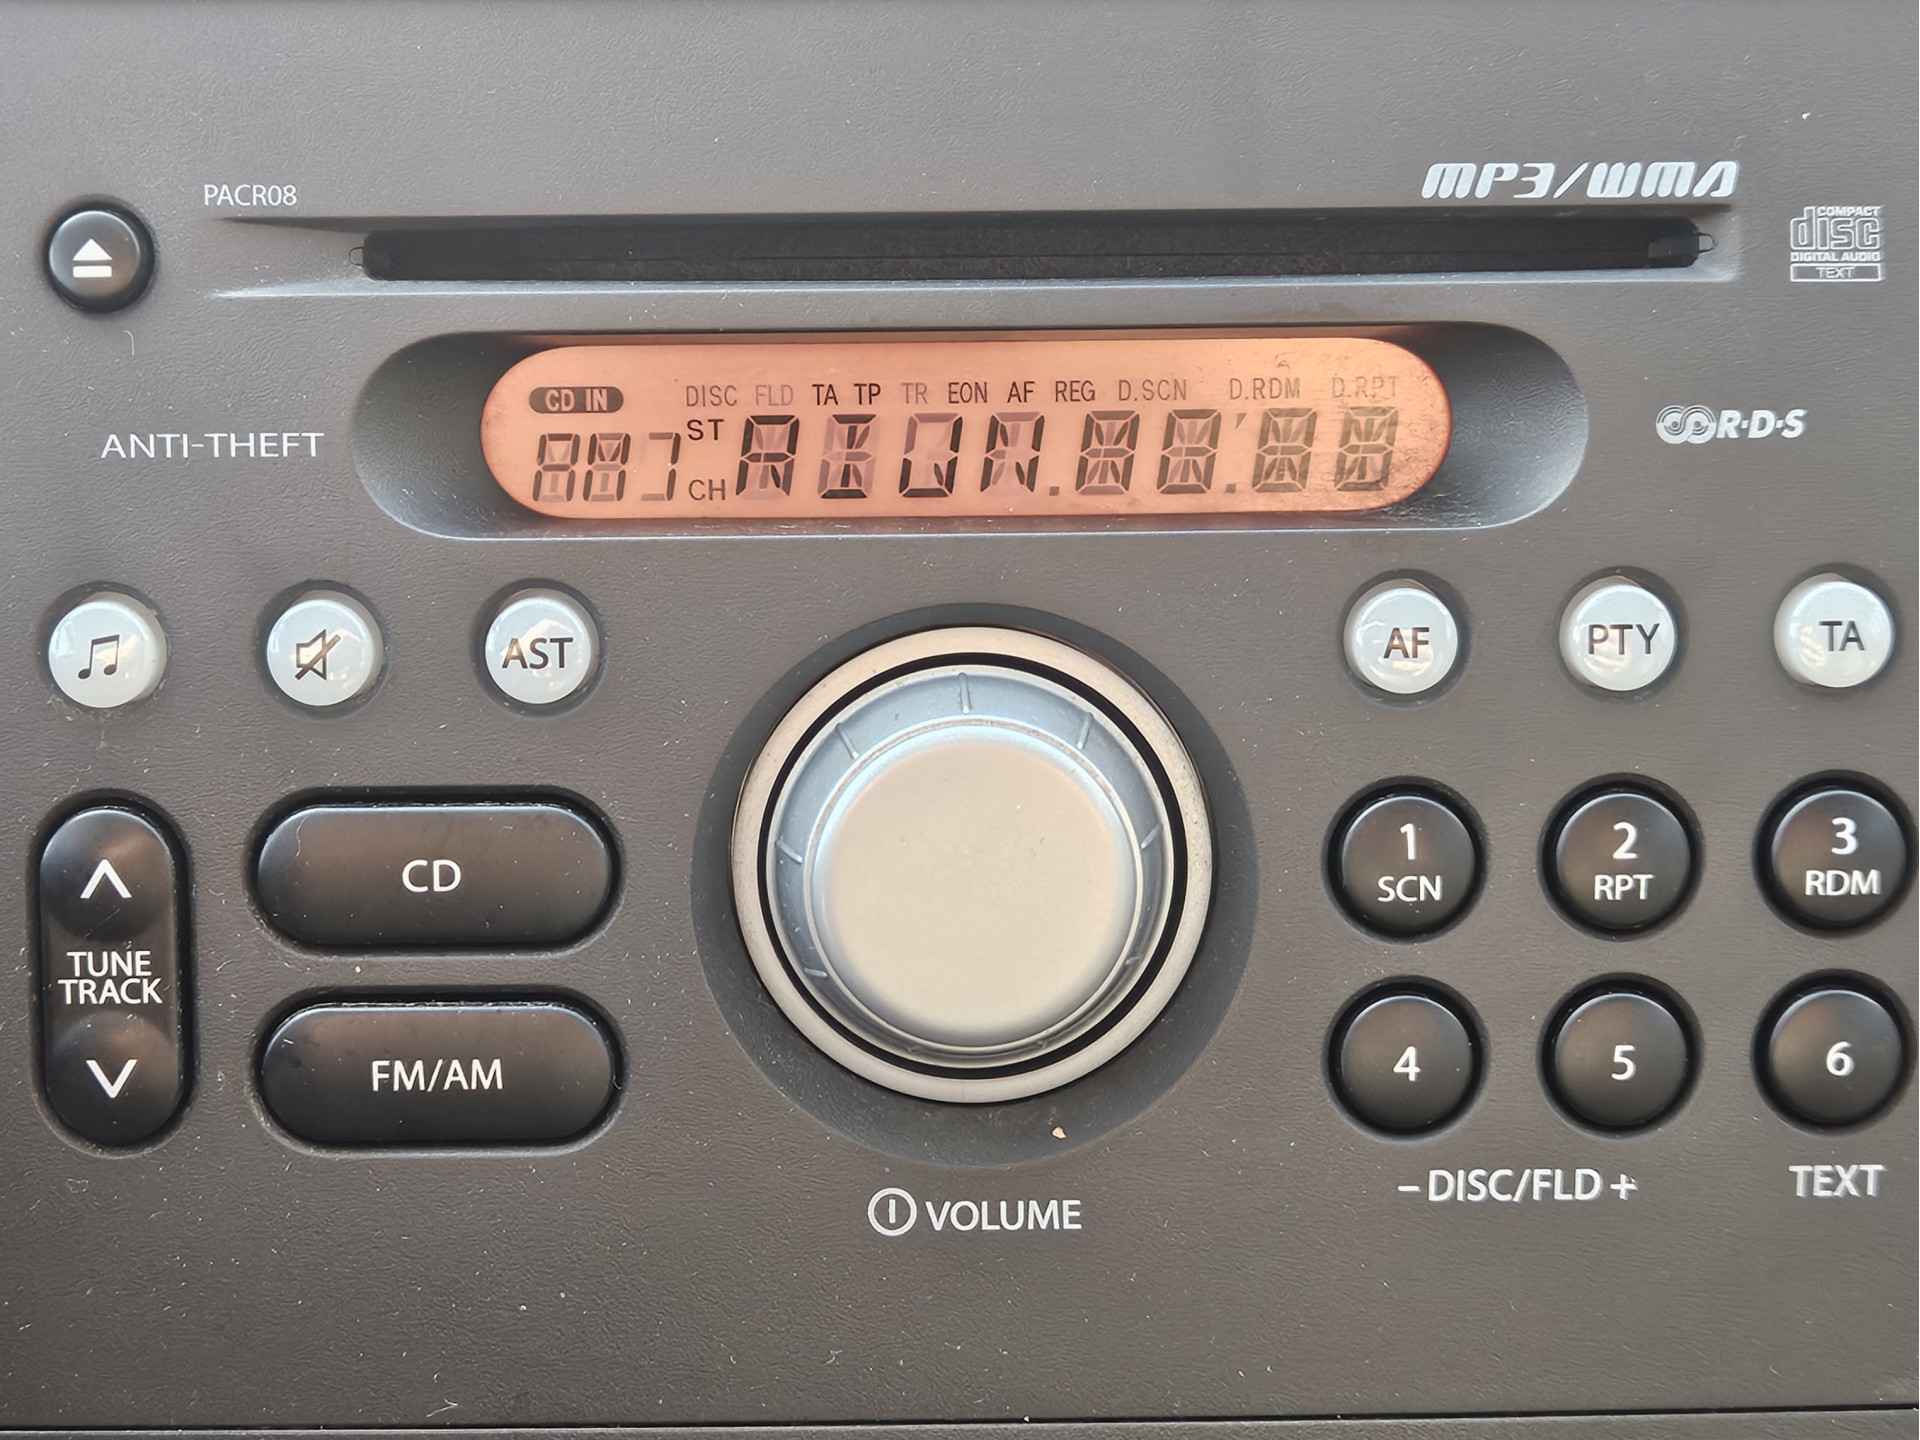 PACR08
MP3/WMA
COMPACT
disc
DIGITAL AUDIO
TEXT
ANTI-THEFT
CD IN
DISC FLD TA TP TR EON AF REG D.SCN D.RDM D.RPT
ST
CH
R·D·S
AST
AF
PTY
TA
TUNE
TRACK
CD
FM/AM
1
SCN
2
RPT
3
RDM
4
5
6
– DISC/FLD +
TEXT
VOLUME